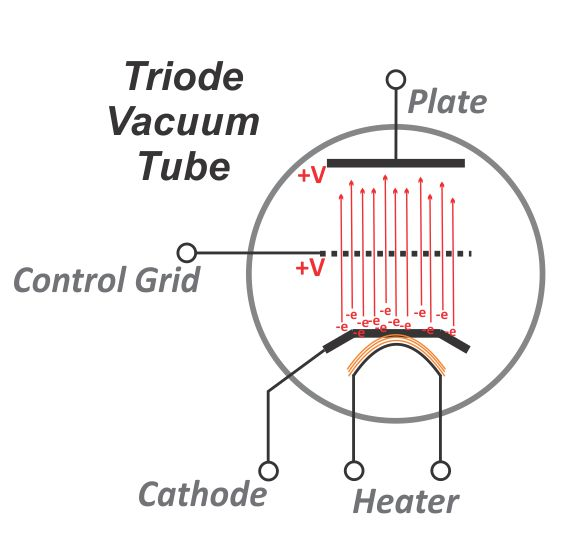 Triode
Vacuum
Tube
Plate
+V
Control Grid
+V
-e -e -e -e -e -e -e -e -e -e -e
Cathode
Heater